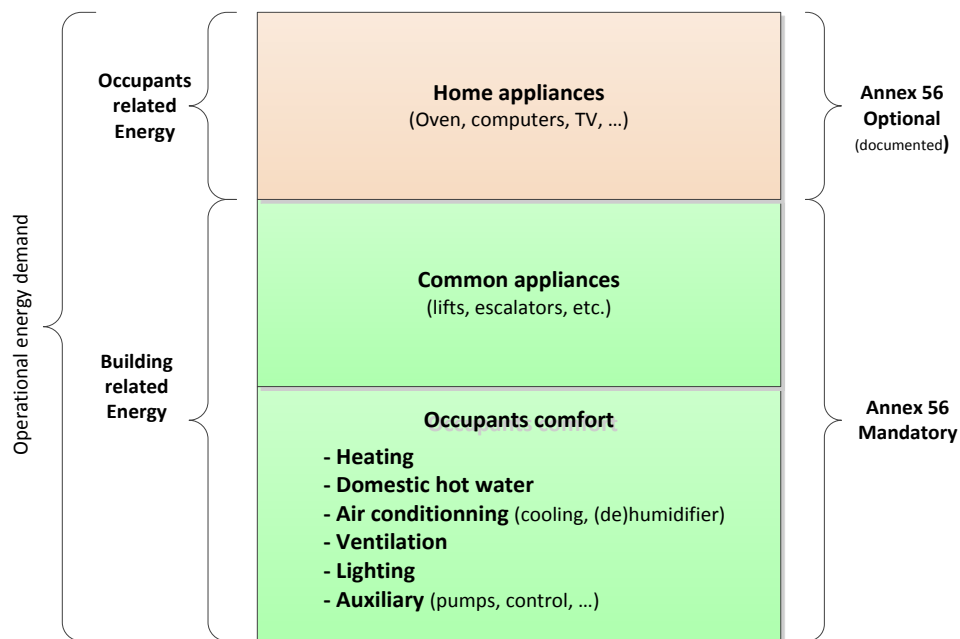 Operational energy demand
Occupants
related
Energy
Home appliances
(Oven, computers, TV, ...)
Annex 56
Optional
(documented)
Common appliances
(lifts, escalators, etc.)
Building
related
Energy
Occupants comfort
- Heating
- Domestic hot water
- Air conditionning (cooling, (de)humidifier)
- Ventilation
- Lighting
- Auxiliary (pumps, control, ...)
Annex 56
Mandatory